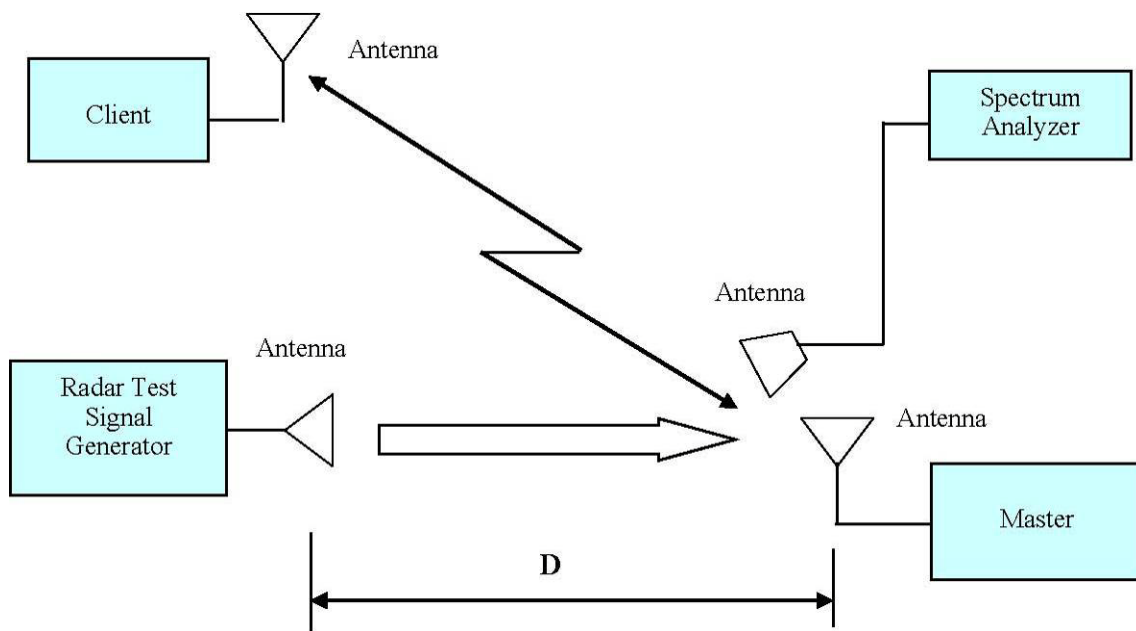 Antenna
Client
Spectrum
Analyzer
Antenna
Antenna
Radar Test
Signal
Generator
Antenna
Master
D